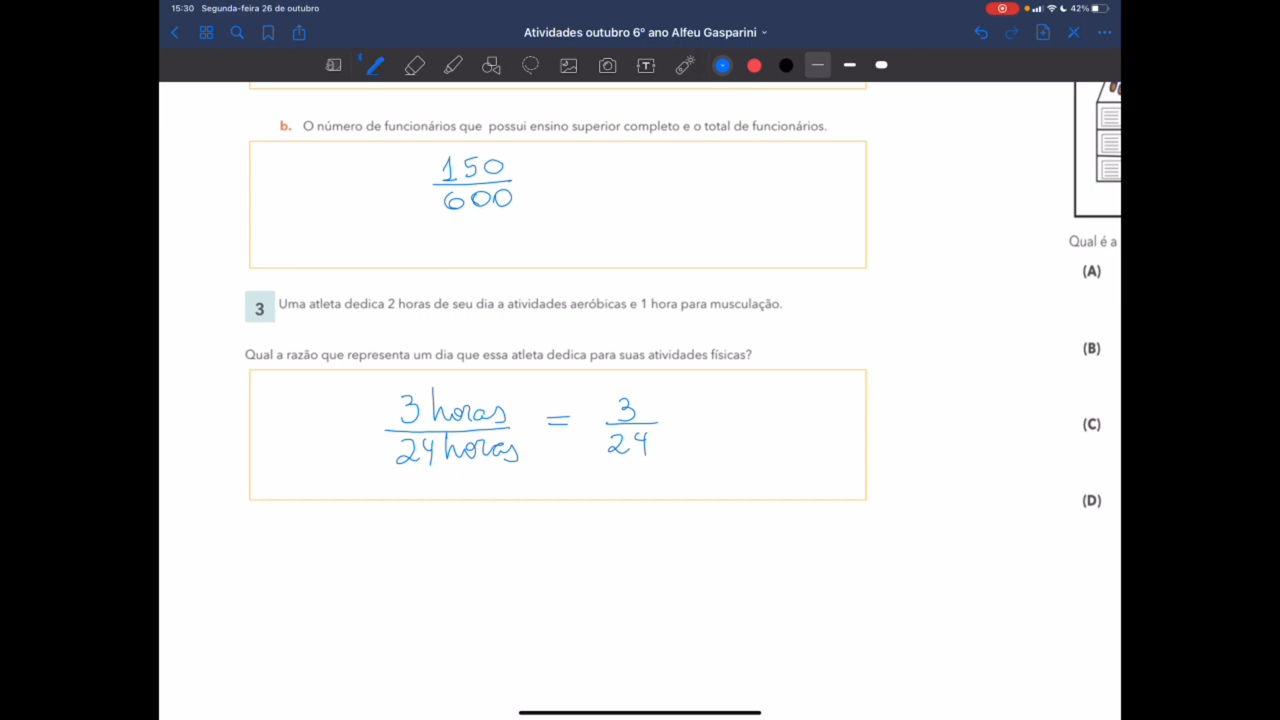 15:30 Segunda-feira 26 de outubro
42%
Atividades outubro 6º ano Alfeu Gasparini
b. O número de funcionários que possui ensino superior completo e o total de funcionários.
150
600
3 Uma atleta dedica 2 horas de seu dia a atividades aeróbicas e 1 hora para musculação.
Qual a razão que representa um dia que essa atleta dedica para suas atividades físicas?
3 horas = 3
24 horas 24
Qual é a
(A)
(B)
(C)
(D)